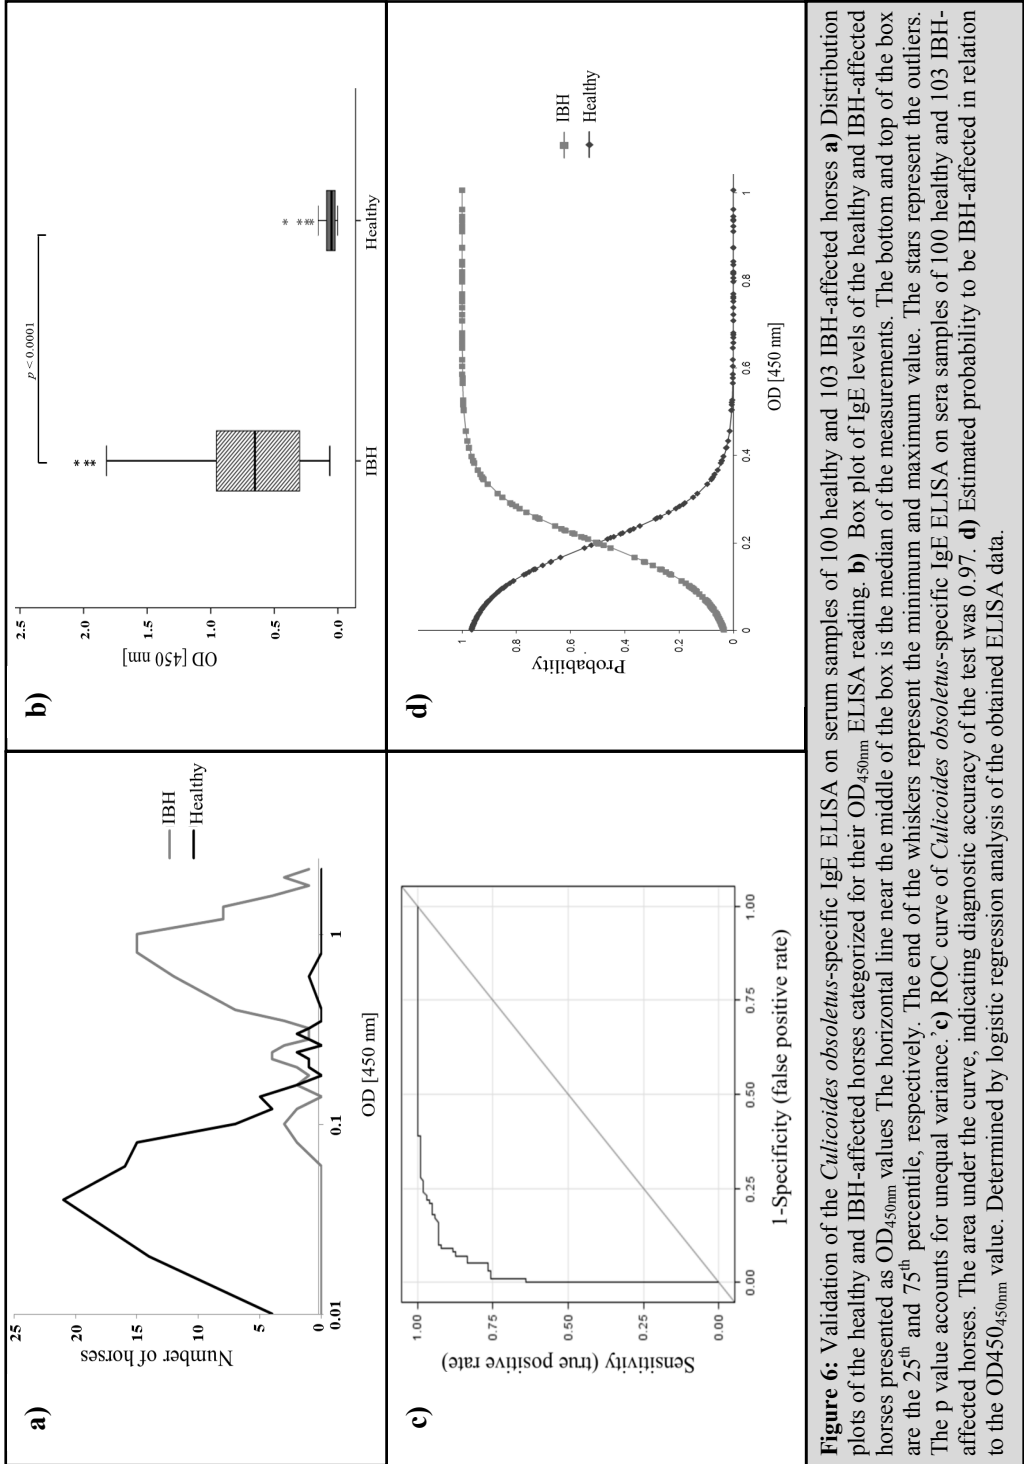 a)
Number of horses
25
20
15
10
5
0
0.01
0.1
1
OD [450 nm]
IBH
Healthy
b)
OD [450 nm]
2.5
2.0
1.5
1.0
0.5
0.0
p < 0.0001
IBH
Healthy
c)
Sensitivity (true positive rate)
1.00
0.75
0.50
0.25
0.00
0.00
0.25
0.50
0.75
1.00
1-Specificity (false positive rate)
d)
Probability
1
0.8
0.6
0.4
0.2
0
0
0.2
0.4
0.6
0.8
1
OD [450 nm]
IBH
Healthy
Figure 6: Validation of the Culicoides obsoletus-specific IgE ELISA on serum samples of 100 healthy and 103 IBH-affected horses a) Distribution
plots of the healthy and IBH-affected horses categorized for their OD450nm ELISA reading. b) Box plot of IgE levels of the healthy and IBH-affected
horses presented as OD450nm values The horizontal line near the middle of the box is the median of the measurements. The bottom and top of the box
are the 25th and 75th percentile, respectively. The end of the whiskers represent the minimum and maximum value. The stars represent the outliers.
The p value accounts for unequal variance.'c) ROC curve of Culicoides obsoletus-specific IgE ELISA on sera samples of 100 healthy and 103 IBH-
affected horses. The area under the curve, indicating diagnostic accuracy of the test was 0.97. d) Estimated probability to be IBH-affected in relation
to the OD450450nm value. Determined by logistic regression analysis of the obtained ELISA data.